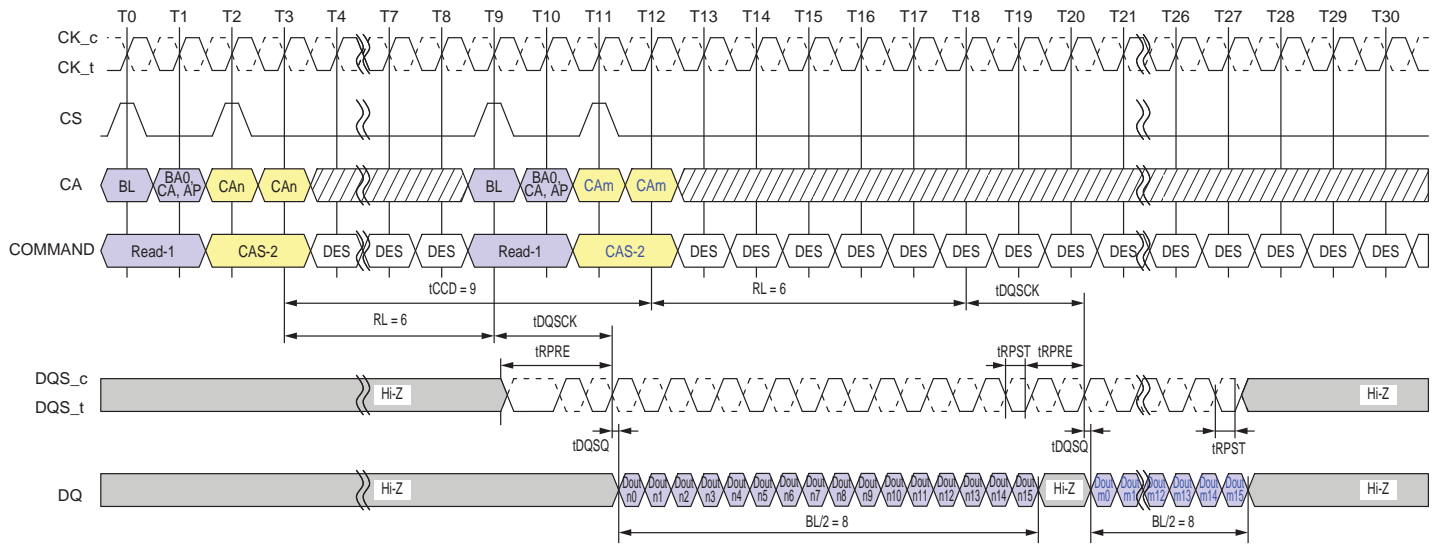 T0 T1 T2 T3 T4 T7 T8 T9 T10 T11 T12 T13 T14 T15 T16 T17 T18 T19 T20 T21 T26 T27 T28 T29 T30
CK_c
CK_t
CS
CA BL BA0, CA, AP CAn CAn BL BA0, CA, AP CAm CAm
COMMAND Read-1 CAS-2 DES DES DES Read-1 CAS-2 DES DES DES DES DES DES DES DES DES DES DES DES DES DES
tCCD = 9 RL = 6 tDQSCK
RL = 6 tDQSCK
tRPRE tRPST tRPRE
DQS_c
DQS_t Hi-Z Hi-Z
tDQSQ tDQSQ tRPST
DQ Hi-Z Dout n0 Dout n1 Dout n2 Dout n3 Dout n4 Dout n5 Dout n6 Dout n7 Dout n8 Dout n9 Dout n10 Dout n11 Dout n12 Dout n13 Dout n14 Dout n15 Hi-Z Dout m0 Dout m1 Dout m12 Dout m13 Dout m14 Dout m15 Hi-Z
BL/2 = 8 BL/2 = 8